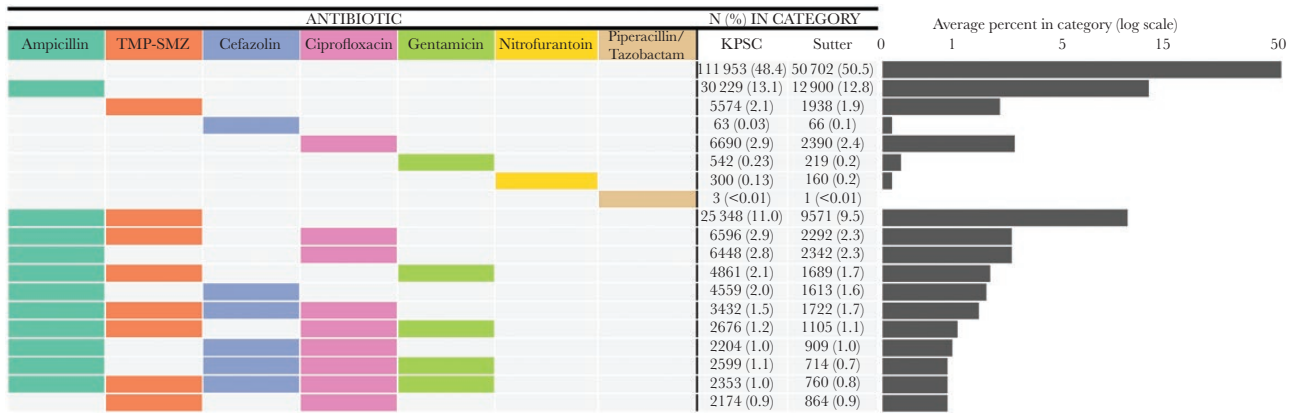 ANTIBIOTIC N (%) IN CATEGORY Average percent in category (log scale)
Ampicillin TMP-SMZ Cefazolin Ciprofloxacin Gentamicin Nitrofurantoin Piperacillin/ Tazobactam KPSC Sutter 0 1 5 15 50
111 953 (48.4) 50 702 (50.5)
30 229 (13.1) 12 900 (12.8)
5574 (2.1) 1938 (1.9)
63 (0.03) 66 (0.1)
6690 (2.9) 2390 (2.4)
542 (0.23) 219 (0.2)
300 (0.13) 160 (0.2)
3 (<0.01) 1 (<0.01)
25 348 (11.0) 9571 (9.5)
6596 (2.9) 2292 (2.3)
6448 (2.8) 2342 (2.3)
4861 (2.1) 1689 (1.7)
4559 (2.0) 1613 (1.6)
3432 (1.5) 1722 (1.7)
2676 (1.2) 1105 (1.1)
2204 (1.0) 909 (1.0)
2599 (1.1) 714 (0.7)
2353 (1.0) 760 (0.8)
2174 (0.9) 864 (0.9)